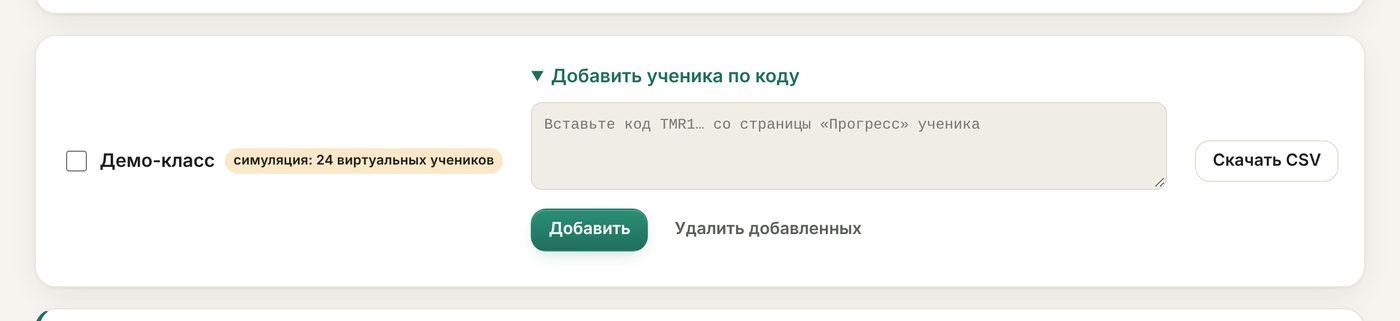 ▼ Добавить ученика по коду
Вставьте код TMR1… со страницы «Прогресс» ученика
Демо-класс
симуляция: 24 виртуальных учеников
Скачать CSV
Добавить
Удалить добавленных